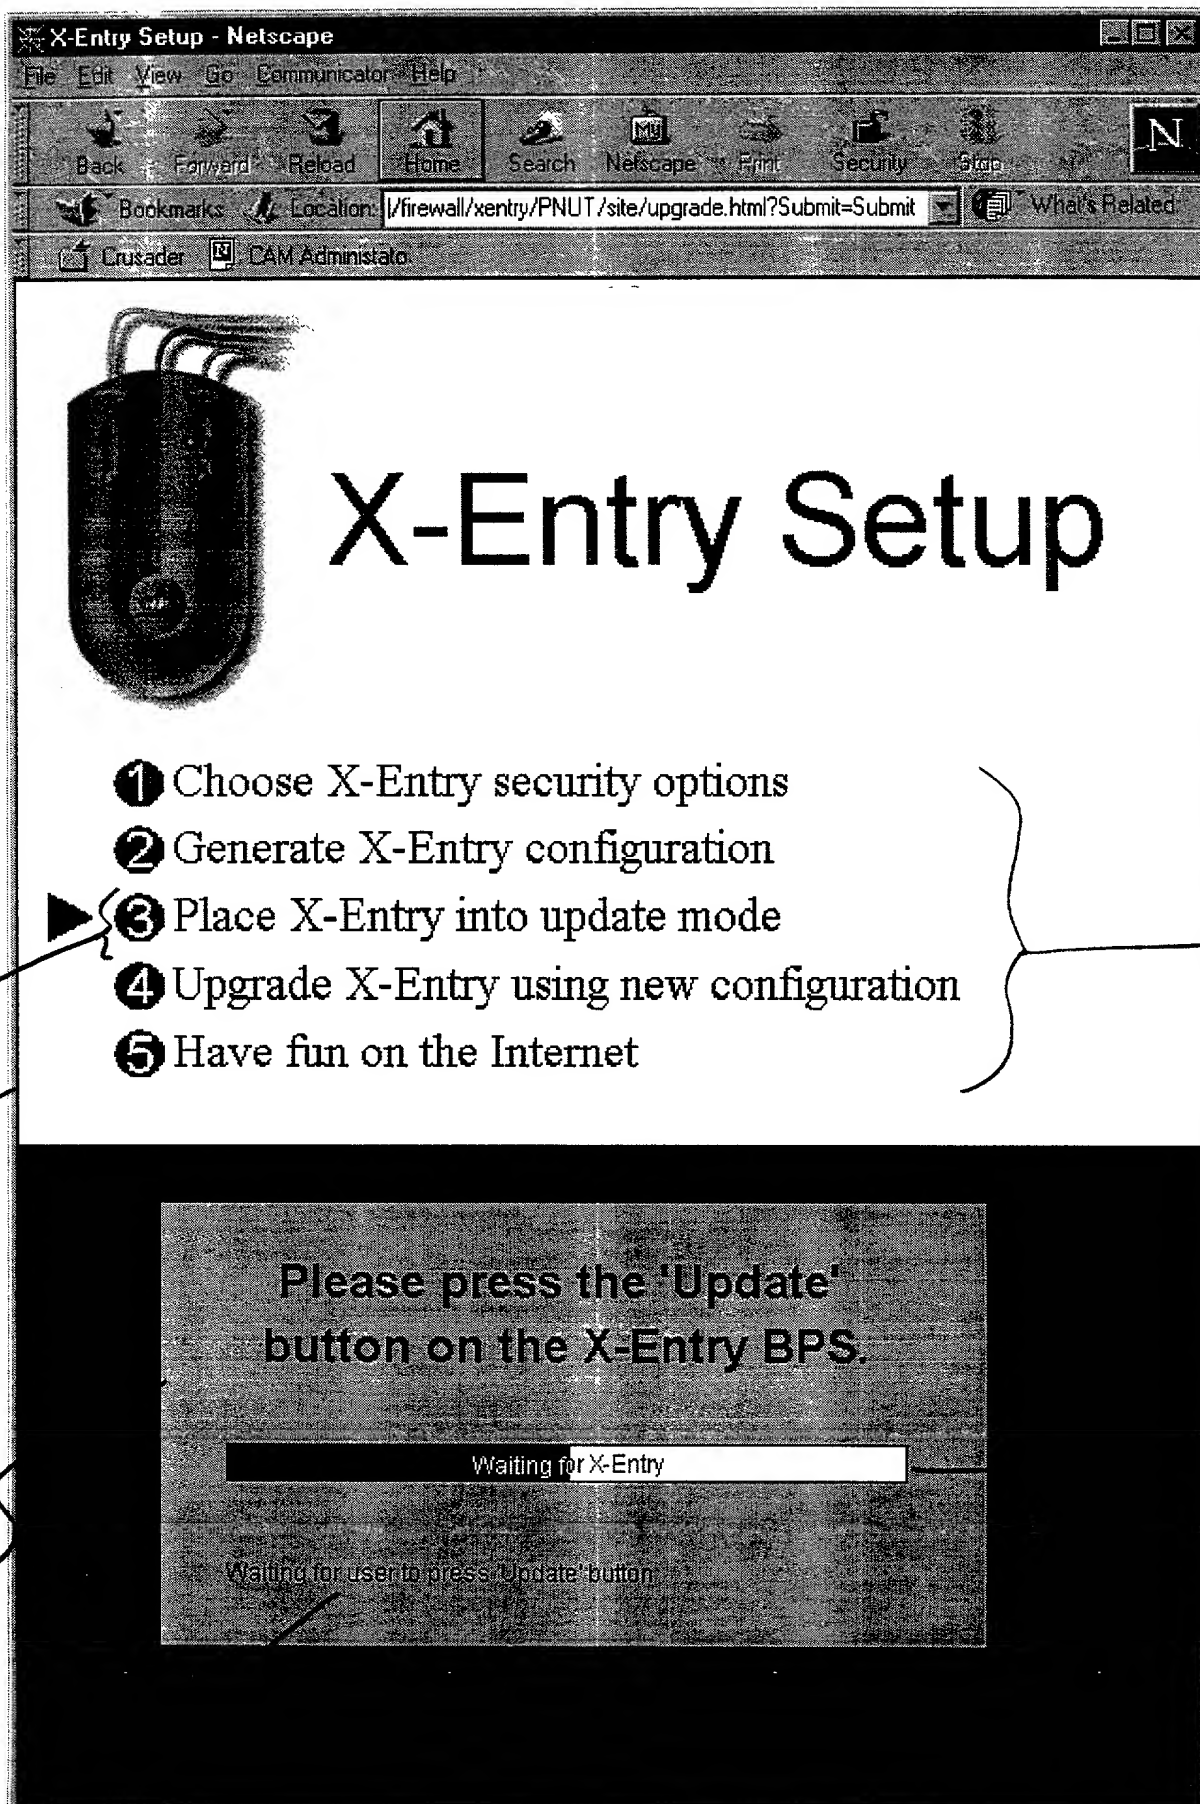 X-Entry Setup - Netscape
File Edit View Go Communicator Help
Back Forward Reload Home Search Netscape Print Security Stop
My
N
Bookmarks Location: /firewall/xentry/PNUT/site/upgrade.html?Submit=Submit What's Related
Crusader CAM Administrato
X-Entry Setup
1 Choose X-Entry security options
2 Generate X-Entry configuration
3 Place X-Entry into update mode
4 Upgrade X-Entry using new configuration
5 Have fun on the Internet
Please press the 'Update'
button on the X-Entry BPS.
Waiting for X-Entry
Waiting for user to press 'Update' button